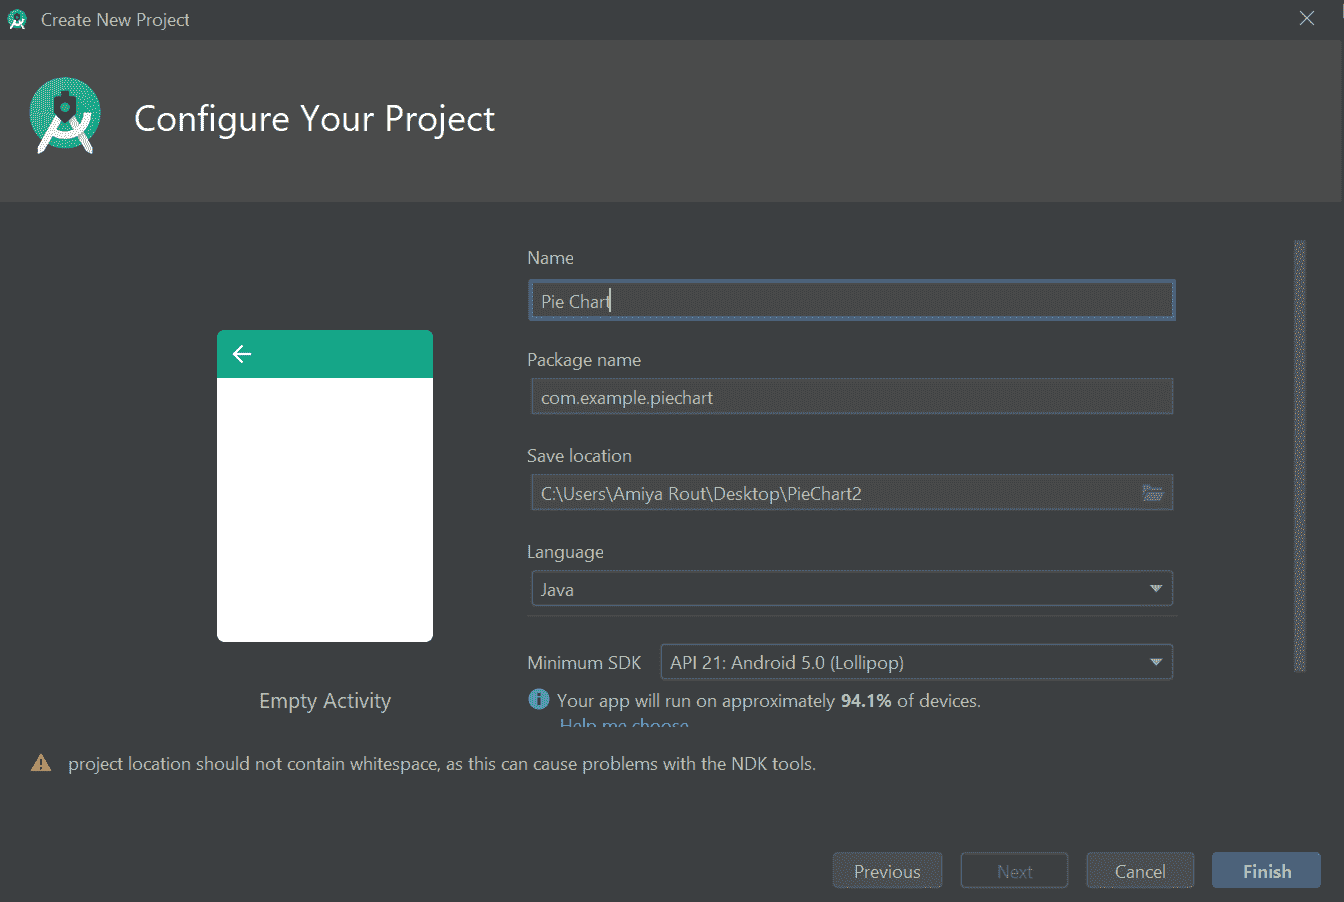 Create New Project
Configure Your Project
Name
Pie Chart
Package name
com.example.piechart
Save location
C:\Users\Amiya Rout\Desktop\PieChart2
Language
Java
Minimum SDK API 21: Android 5.0 (Lollipop)
Your app will run on approximately 94.1% of devices.
Help me choose
Empty Activity
project location should not contain whitespace, as this can cause problems with the NDK tools.
Previous Next Cancel Finish